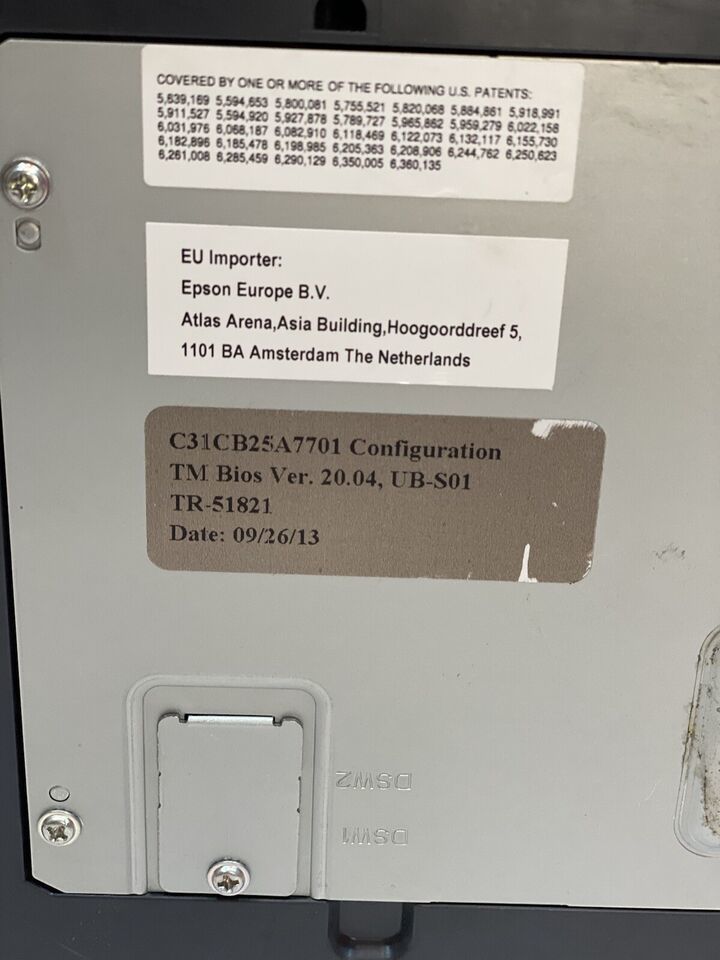 COVERED BY ONE OR MORE OF THE FOLLOWING U.S. PATENTS:
5,639,169 5,594,653 5,800,081 5,755,521 5,820,068 5,884,861 5,918,991
5,911,527 5,594,920 5,927,878 5,789,727 5,965,862 5,959,279 6,022,158
6,031,976 6,068,187 6,082,910 6,118,469 6,122,073 6,132,117 6,155,730
6,182,896 6,185,478 6,198,985 6,205,363 6,208,906 6,244,762 6,250,623
6,261,008 6,285,459 6,290,129 6,350,005 6,360,135
EU Importer:
Epson Europe B.V.
Atlas Arena,Asia Building,Hoogoorddreef 5,
1101 BA Amsterdam The Netherlands
C31CB25A7701 Configuration
TM Bios Ver. 20.04, UB-S01
TR-51821
Date: 09/26/13
DSW2
DSW1